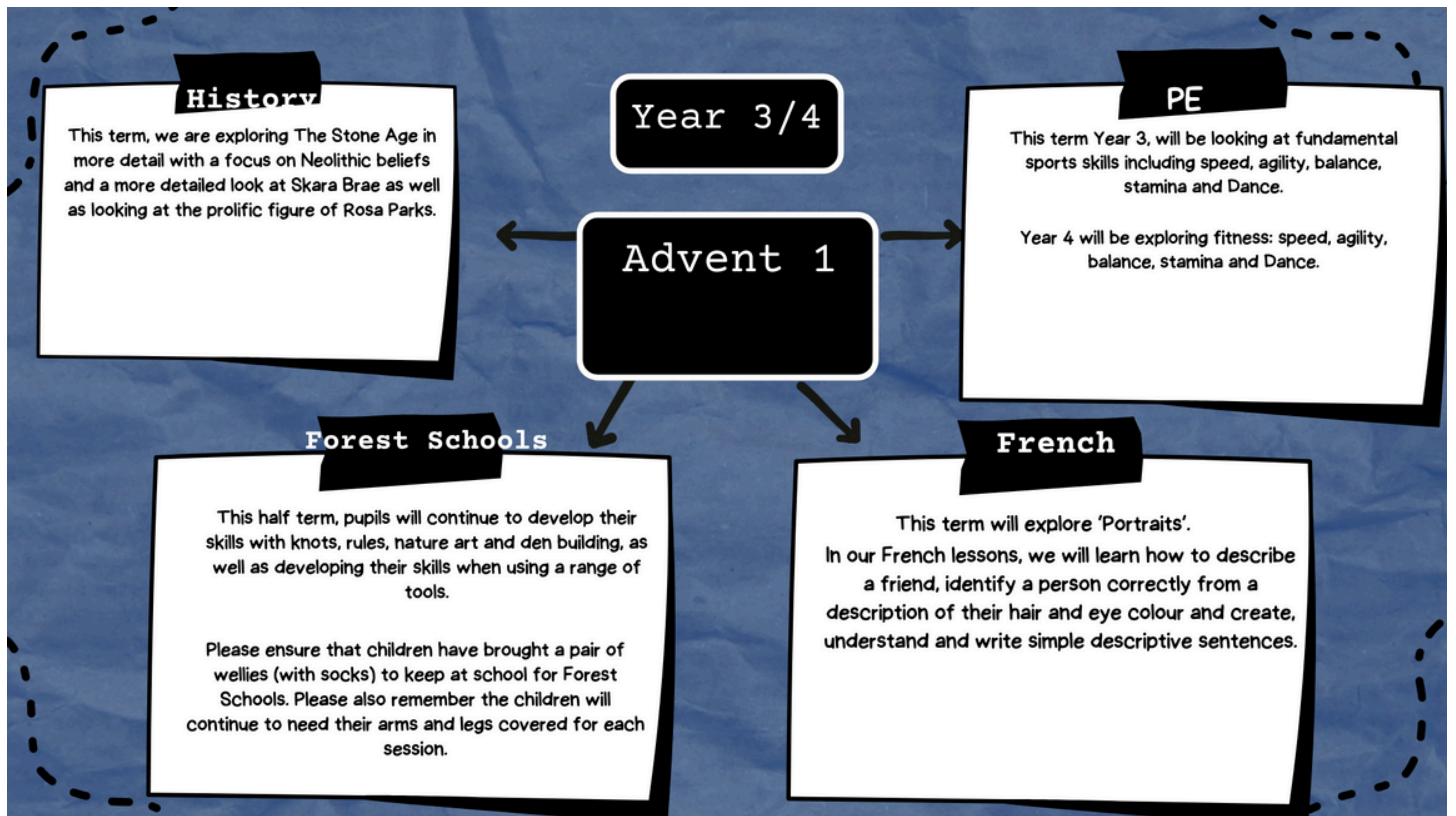 Year 3/4
Advent 1
History
This term, we are exploring The Stone Age in
more detail with a focus on Neolithic beliefs
and a more detailed look at Skara Brae as well
as looking at the prolific figure of Rosa Parks.
PE
This term Year 3, will be looking at fundamental
sports skills including speed, agility, balance,
stamina and Dance.
Year 4 will be exploring fitness: speed, agility,
balance, stamina and Dance.
Forest Schools
This half term, pupils will continue to develop their
skills with knots, rules, nature art and den building, as
well as developing their skills when using a range of
tools.
Please ensure that children have brought a pair of
wellies (with socks) to keep at school for Forest
Schools. Please also remember the children will
continue to need their arms and legs covered for each
session.
French
This term will explore 'Portraits'.
In our French lessons, we will learn how to describe
a friend, identify a person correctly from a
description of their hair and eye colour and create,
understand and write simple descriptive sentences.